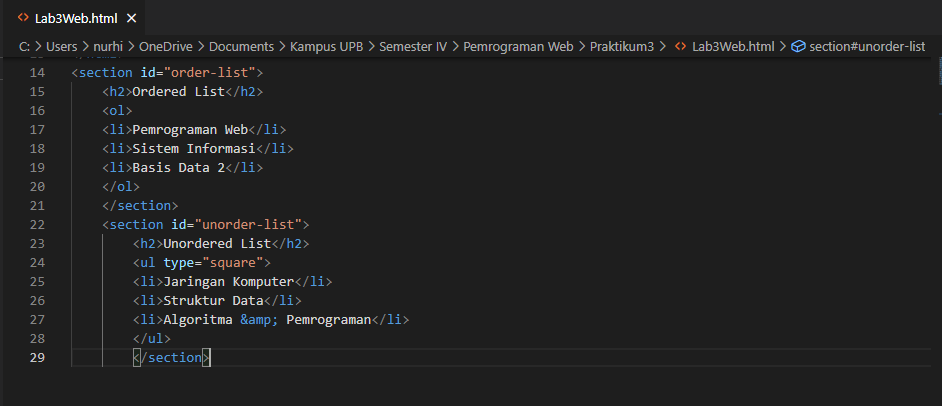 Lab3Web.html
C: > Users > nurhi > OneDrive > Documents > Kampus UPB > Semester IV > Pemrograman Web > Praktikum3 > Lab3Web.html > section#unorder-list
14 <section id="order-list">
15 <h2>Ordered List</h2>
16 <ol>
17 <li>Pemrograman Web</li>
18 <li>Sistem Informasi</li>
19 <li>Basis Data 2</li>
20 </ol>
21 </section>
22 <section id="unorder-list">
23 <h2>Unordered List</h2>
24 <ul type="square">
25 <li>Jaringan Komputer</li>
26 <li>Struktur Data</li>
27 <li>Algoritma &amp; Pemrograman</li>
28 </ul>
29 </section>